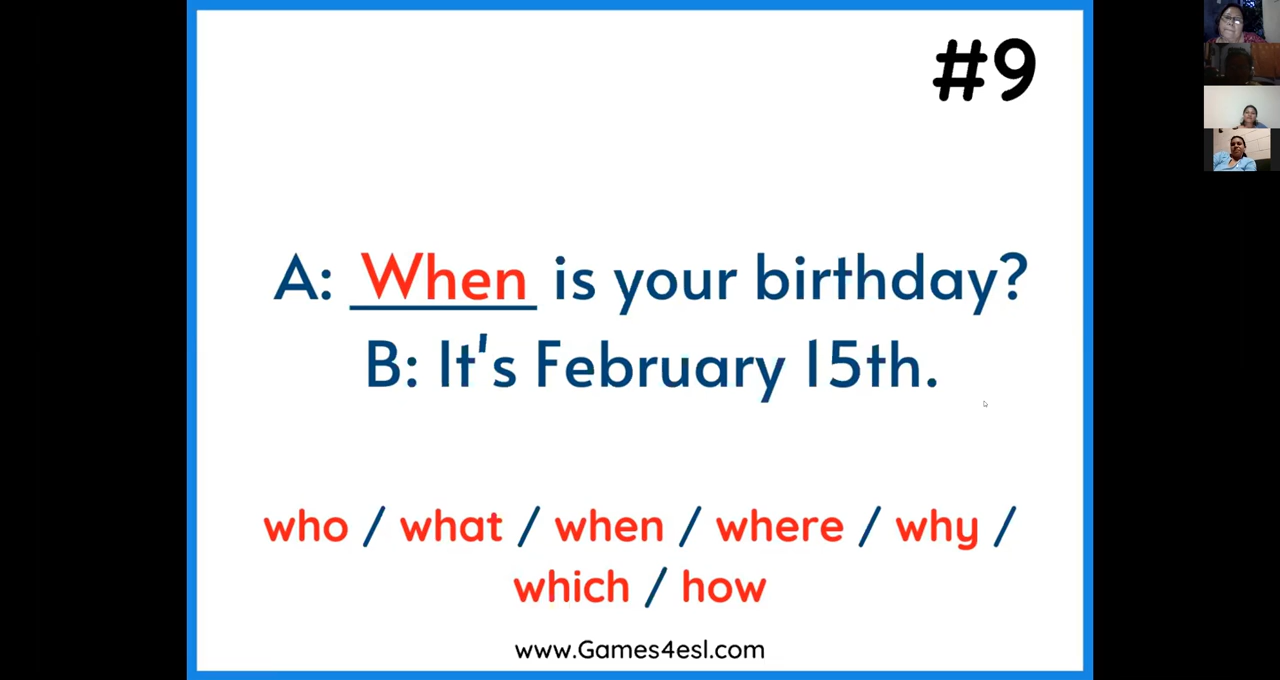 #9
A: When is your birthday?
B: It's February 15th.
who / what / when / where / why /
which / how
www.Games4esl.com